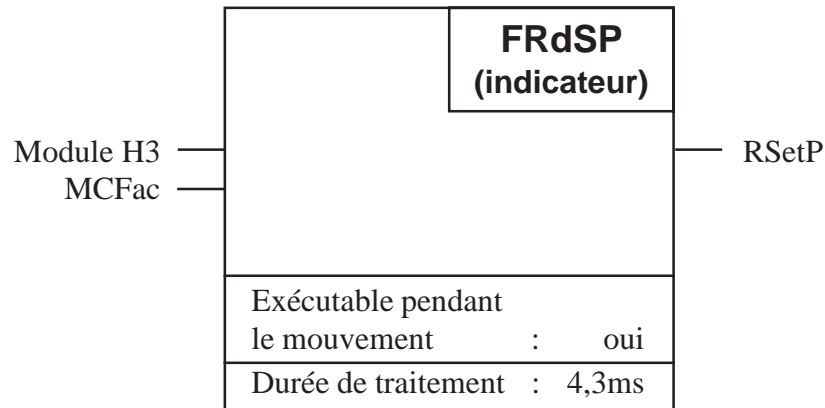 FRdSP
(indicateur)
Module H3
RSetP
MCFac
Exécutable pendant
le mouvement : oui
Durée de traitement : 4,3ms